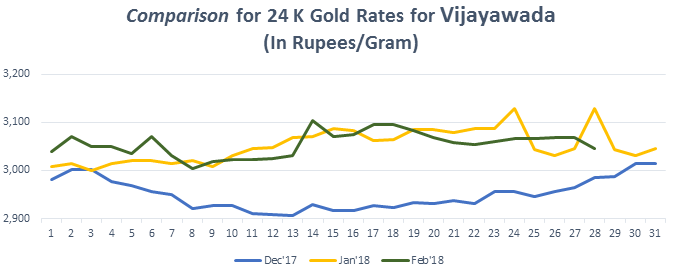 Comparison for 24 K Gold Rates for Vijayawada
(In Rupees/Gram)
3,200
3,100
3,000
2,900
1 2 3 4 5 6 7 8 9 10 11 12 13 14 15 16 17 18 19 20 21 22 23 24 25 26 27 28 29 30 31
Dec'17 Jan'18 Feb'18